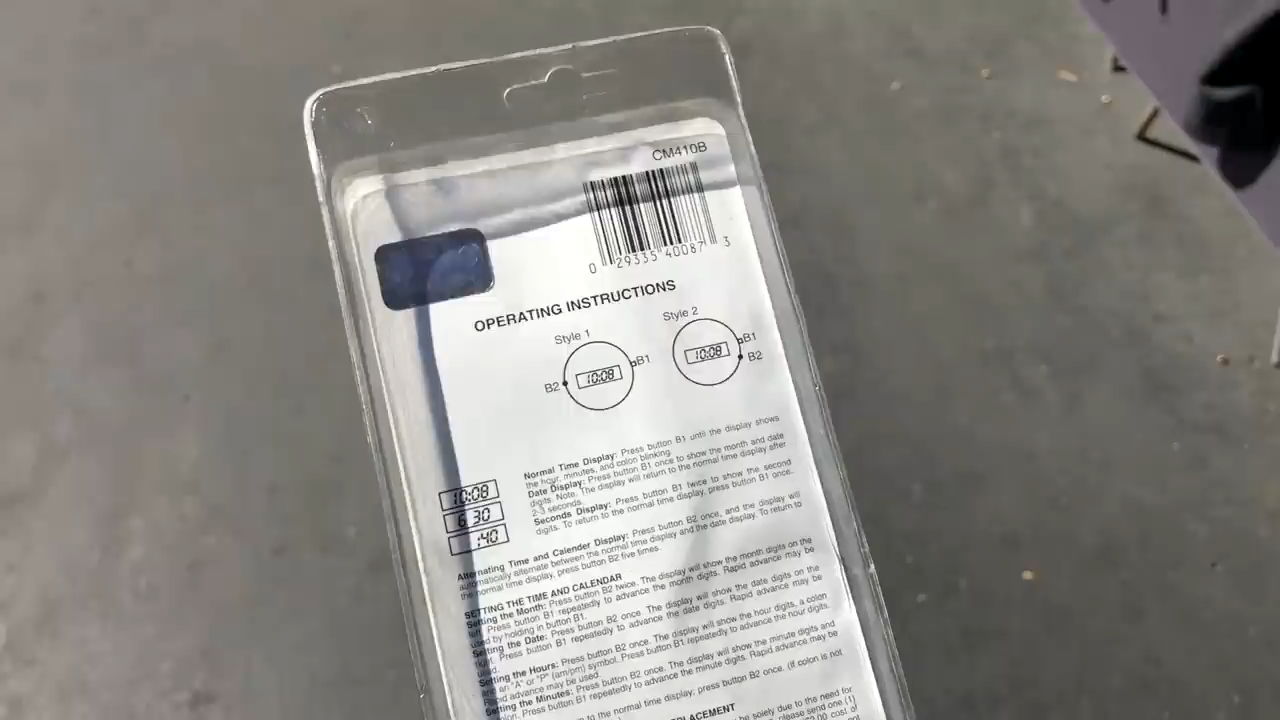 CM410B
0 29335 40087 3
OPERATING INSTRUCTIONS
Style 1
Style 2
B1
B2
10:08
B1
B2
10:08
10:08
6 30
:40
Normal Time Display: Press button B1 until the display shows
the hour, minutes, and colon blinking.
Date Display: Press button B1 once to show the month and date
digits. Note. The display will return to the normal time display after
2-3 seconds.
Seconds Display: Press button B1 twice to show the second
digits. To return to the normal time display, press button B1 once.
Alternating Time and Calender Display: Press button B2 once, and the display will
automatically alternate between the normal time display and the date display. To return to
the normal time display, press button B2 five times.
SETTING THE TIME AND CALENDAR
Setting the Month: Press button B2 twice. The display will show the month digits on the
left. Press button B1 repeatedly to advance the month digits. Rapid advance may be
used by holding in button B1.
Setting the Date: Press button B2 once. The display will show the date digits on the
right. Press button B1 repeatedly to advance the date digits. Rapid advance may be
used.
Setting the Hours: Press button B2 once. The display will show the hour digits, a colon
and an "A" or "P" (am/pm) symbol. Press button B1 repeatedly to advance the hour digits.
Rapid advance may be used.
Setting the Minutes: Press button B2 once. The display will show the minute digits and
colon. Press button B1 repeatedly to advance the minute digits. Rapid advance may be
to the normal time display: press button B2 once. (If colon is not
be solely due to the need for
please send one (1)
cost of